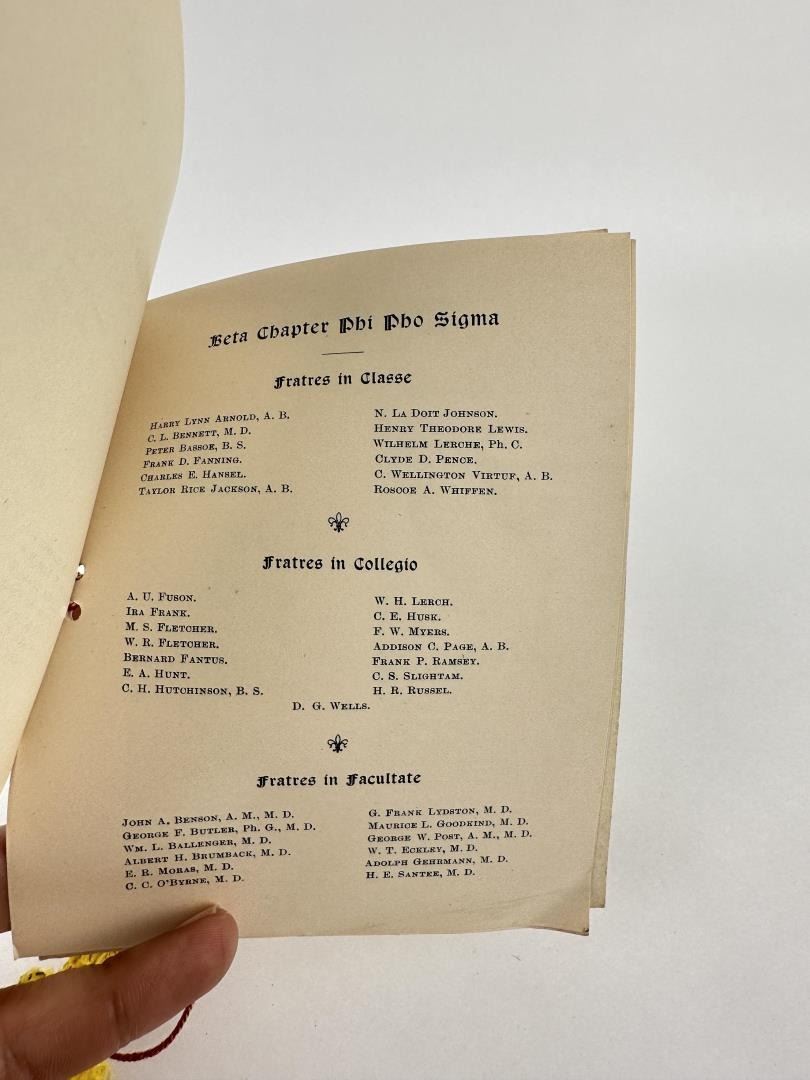 Beta Chapter Phi Pho Sigma
Fratres in Classe
HARRY LYNN ARNOLD, A. B.
C. L. BENNETT, M. D.
PETER BASSOE, B. S.
FRANK D. FANNING.
CHARLES E. HANSEL.
TAYLOR RICE JACKSON, A. B.
N. LA DOIT JOHNSON.
HENRY THEODORE LEWIS.
WILHELM LERCHE, Ph. C.
CLYDE D. PENCE.
C. WELLINGTON VIRTUF, A. B.
ROSCOE A. WHIFFEN.
Fratres in Collegio
A. U. FUSON.
IRA FRANK.
M. S. FLETCHER.
W. R. FLETCHER.
BERNARD FANTUS.
E. A. HUNT.
C. H. HUTCHINSON, B. S.
W. H. LERCH.
C. E. HUSK.
F. W. MYERS.
ADDISON C. PAGE, A. B.
FRANK P. RAMSEY.
C. S. SLIGHTAM.
H. R. RUSSEL.
D. G. WELLS.
Fratres in Facultate
JOHN A. BENSON, A. M., M. D.
GEORGE F. BUTLER, Ph. G., M. D.
WM. L. BALLENGER, M. D.
ALBERT H. BRUMBACK, M. D.
E. R. MORAS, M. D.
C. C. O'BYRNE, M. D.
G. FRANK LYDSTON, M. D.
MAURICE L. GOODKIND, M. D.
GEORGE W. POST, A. M., M. D.
W. T. ECKLEY, M. D.
ADOLPH GEHRMANN, M. D.
H. E. SANTEE, M. D.